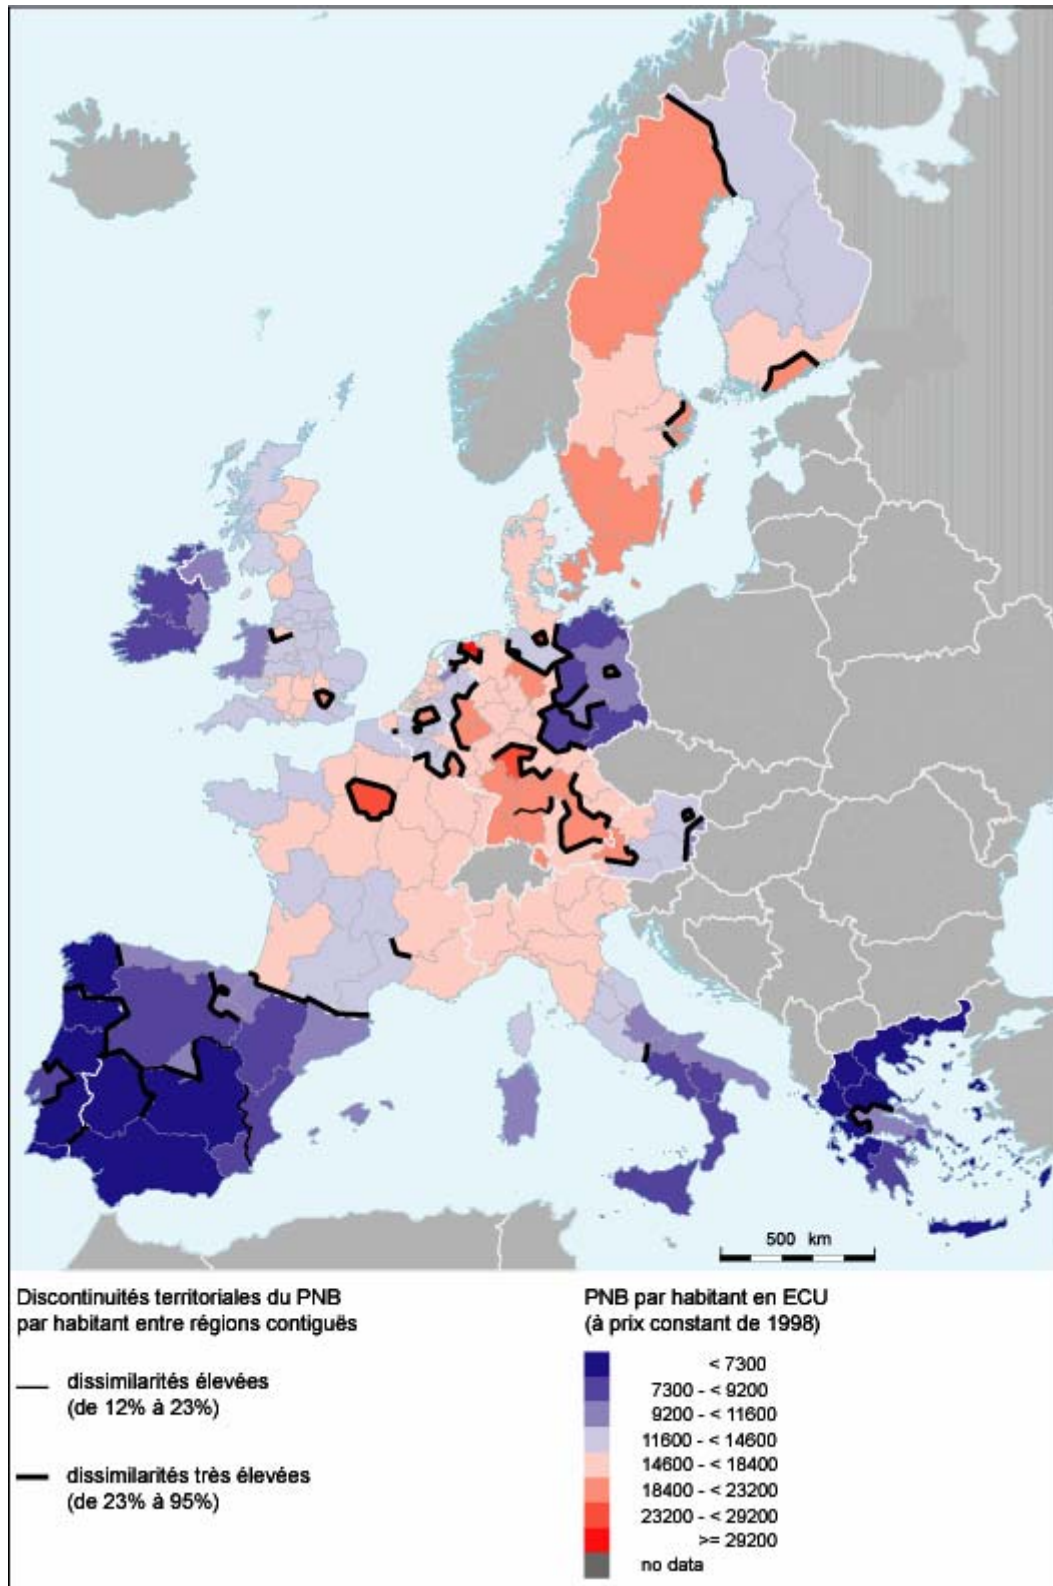 500 km
Discontinuités territoriales du PNB
par habitant entre régions contiguës
dissimilarités élevées
(de 12% à 23%)
dissimilarités très élevées
(de 23% à 95%)
PNB par habitant en ECU
(à prix constant de 1998)
< 7300
7300 - < 9200
9200 - < 11600
11600 - < 14600
14600 - < 18400
18400 - < 23200
23200 - < 29200
>= 29200
no data